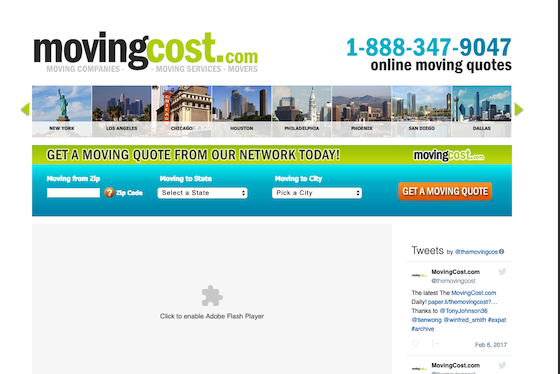 movingcost.com
MOVING COMPANIES - MOVING SERVICES - MOVERS
1-888-347-9047
online moving quotes
NEW YORK
LOS ANGELES
CHICAGO
HOUSTON
PHILADELPHIA
PHOENIX
SAN DIEGO
DALLAS
GET A MOVING QUOTE FROM OUR NETWORK TODAY!
movingcost.com
Moving from Zip
Moving to State
Moving to City
? Zip Code
Select a State
Pick a City
GET A MOVING QUOTE
Click to enable Adobe Flash Player
Tweets by @themovingcos
MovingCost.com
@themovingcost
The latest The MovingCost.com
Daily! paper.li/themovingcost?…
Thanks to @TonyJohnson36
@tienwong @winfred_smith #expat
#archive
Feb 6, 2017
MovingCost.com